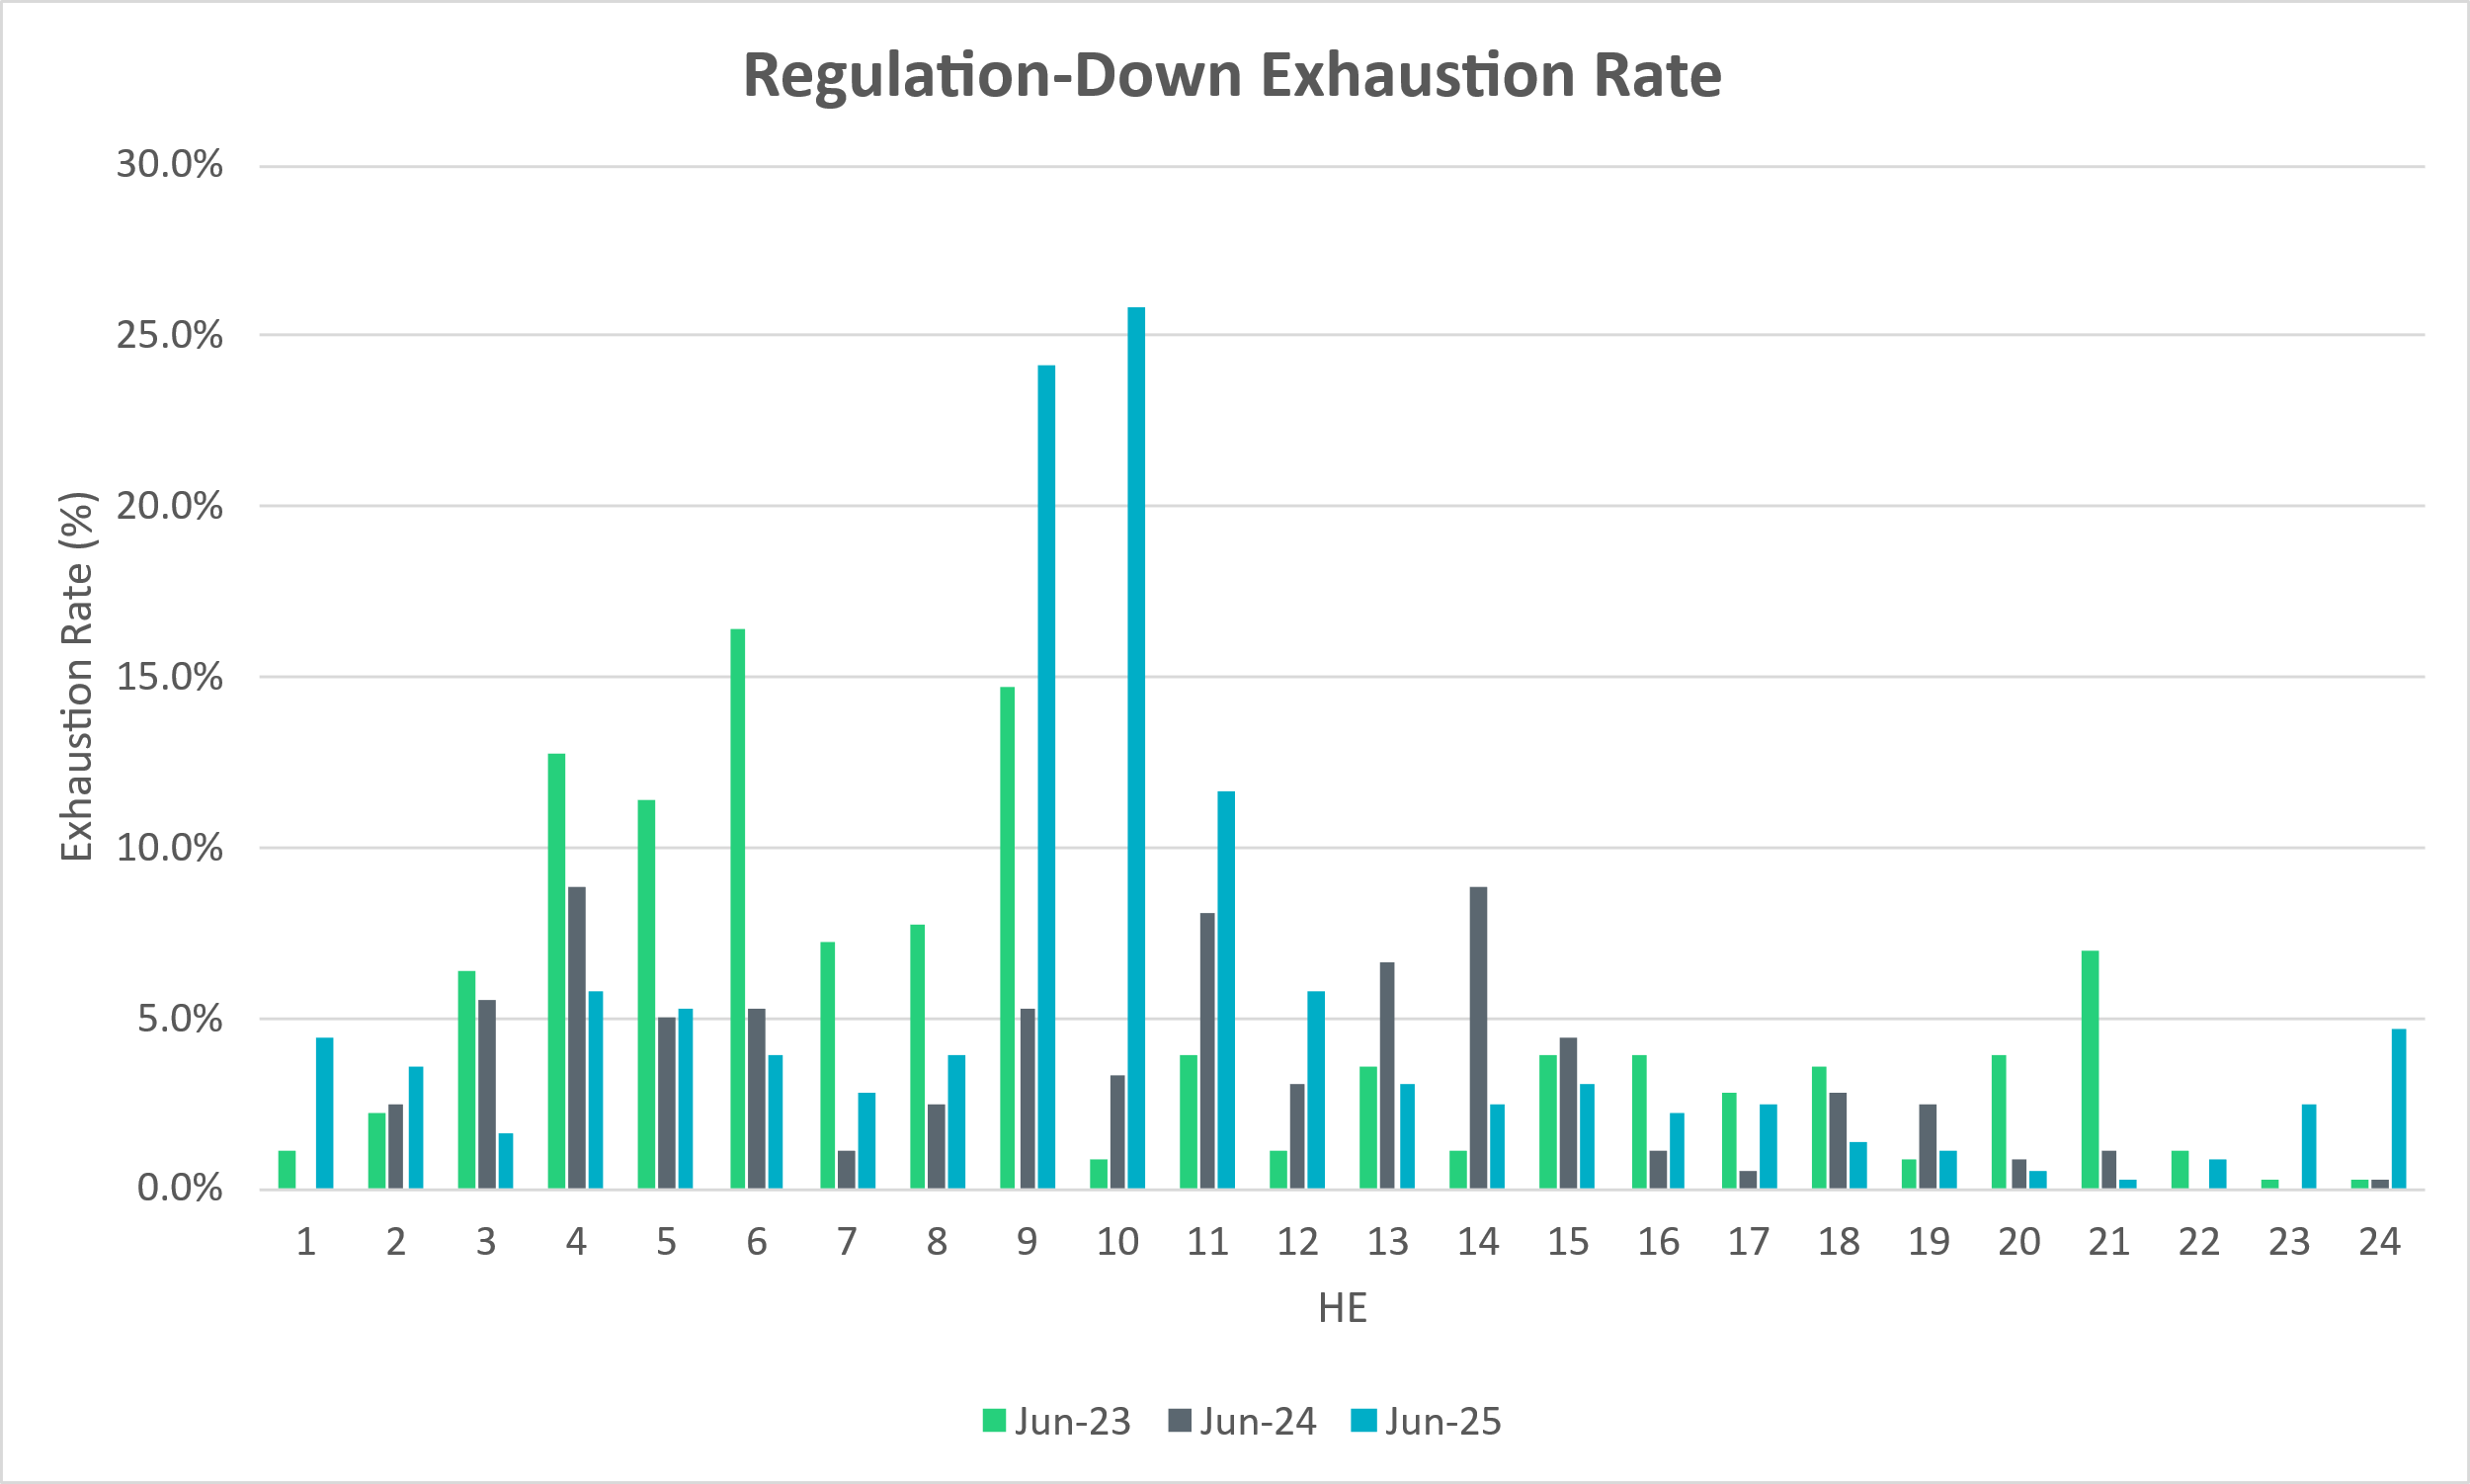 Regulation-Down Exhaustion Rate
30.0%
25.0%
20.0%
15.0%
10.0%
5.0%
0.0%
Exhaustion Rate (%)
1 2 3 4 5 6 7 8 9 10 11 12 13 14 15 16 17 18 19 20 21 22 23 24
HE
Jun-23 Jun-24 Jun-25